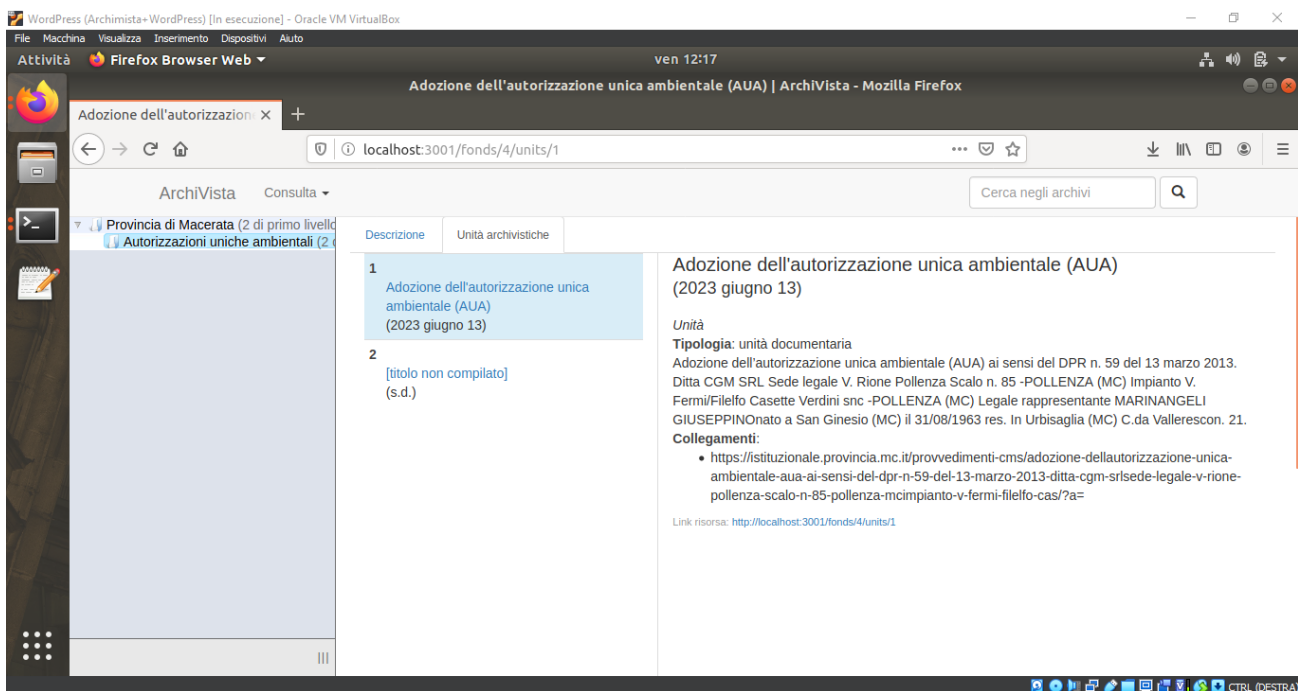 WordPress (Archimista+WordPress) [In esecuzione] - Oracle VM VirtualBox
File Macchina Visualizza Inserimento Dispositivi Aiuto
Attività Firefox Browser Web ven 12:17
Adozione dell'autorizzazione unica ambientale (AUA) | ArchiVista - Mozilla Firefox
Adozione dell'autorizzazion
localhost:3001/fonds/4/units/1
ArchiVista Consulta Cerca negli archivi
Provincia di Macerata (2 di primo livello
Autorizzazioni uniche ambientali (2
Descrizione Unità archivistiche
1
Adozione dell'autorizzazione unica
ambientale (AUA)
(2023 giugno 13)
2
[titolo non compilato]
(s.d.)
Adozione dell'autorizzazione unica ambientale (AUA)
(2023 giugno 13)
Unità
Tipologia: unità documentaria
Adozione dell'autorizzazione unica ambientale (AUA) ai sensi del DPR n. 59 del 13 marzo 2013.
Ditta CGM SRL Sede legale V. Rione Pollenza Scalo n. 85 -POLLENZA (MC) Impianto V.
Fermi/Filelfo Casette Verdini snc -POLLENZA (MC) Legale rappresentante MARINANGELI
GIUSEPPINOnato a San Ginesio (MC) il 31/08/1963 res. In Urbisaglia (MC) C.da Vallerescon. 21.
Collegamenti:
• https://istituzionale.provincia.mc.it/provvedimenti-cms/adozione-dellautorizzazione-unica-
ambientale-aua-ai-sensi-del-dpr-n-59-del-13-marzo-2013-ditta-cgm-srlsede-legale-v-rione-
pollenza-scalo-n-85-pollenza-mcimpianto-v-fermi-filelfo-cas/?a=
Link risorsa: http://localhost:3001/fonds/4/units/1
CTRL (DESTRA)